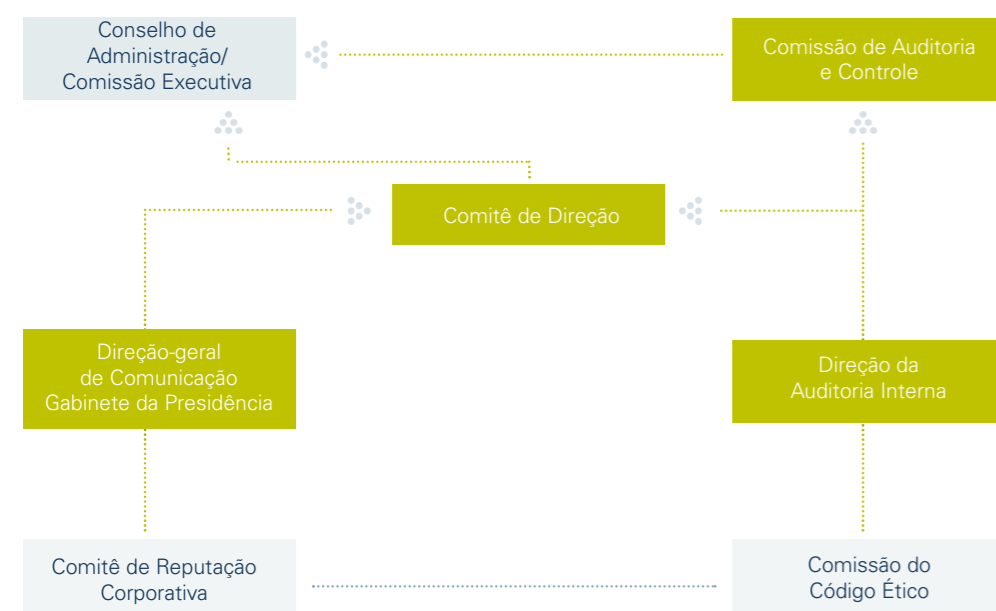 Conselho de
Administração/
Comissão Executiva
Comissão de Auditoria
e Controle
Comitê de Direção
Direção-geral
de Comunicação
Gabinete da Presidência
Direção da
Auditoria Interna
Comitê de Reputação
Corporativa
Comissão do
Código Ético